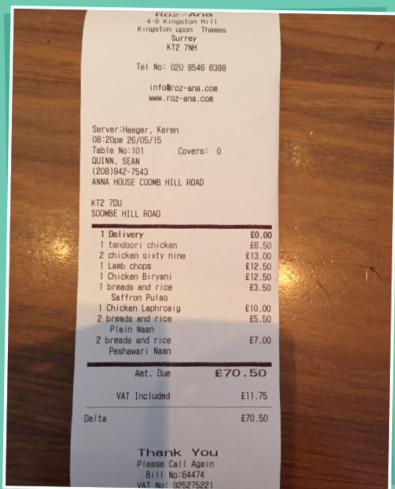 Roz-Ana
4-8 Kingston Hill
Kingston upon Thames
Surrey
KT2 7NH
Tel No: 020 8546 6388
info@roz-ana.com
www.roz-ana.com
Server:Haeger, Keren
08:20pm 26/05/15
Table No:101 Covers: 0
QUINN, SEAN
(208)942-7543
ANNA HOUSE COOMB HILL ROAD
KT2 7DU
SOOMBE HILL ROAD
1 Delivery £0.00
1 tandoori chicken £6.50
2 chicken sixty nine £13.00
1 Lamb chops £12.50
1 Chicken Biryani £12.50
1 breads and rice £3.50
Saffron Pulao
1 Chicken Laphroaig £10.00
2 breads and rice £5.50
Plain Naan
2 breads and rice £7.00
Peshawari Naan
Amt. Due £70.50
VAT Included £11.75
Delta £70.50
Thank You
Please Call Again
Bill No:64474
VAT No: 925275221